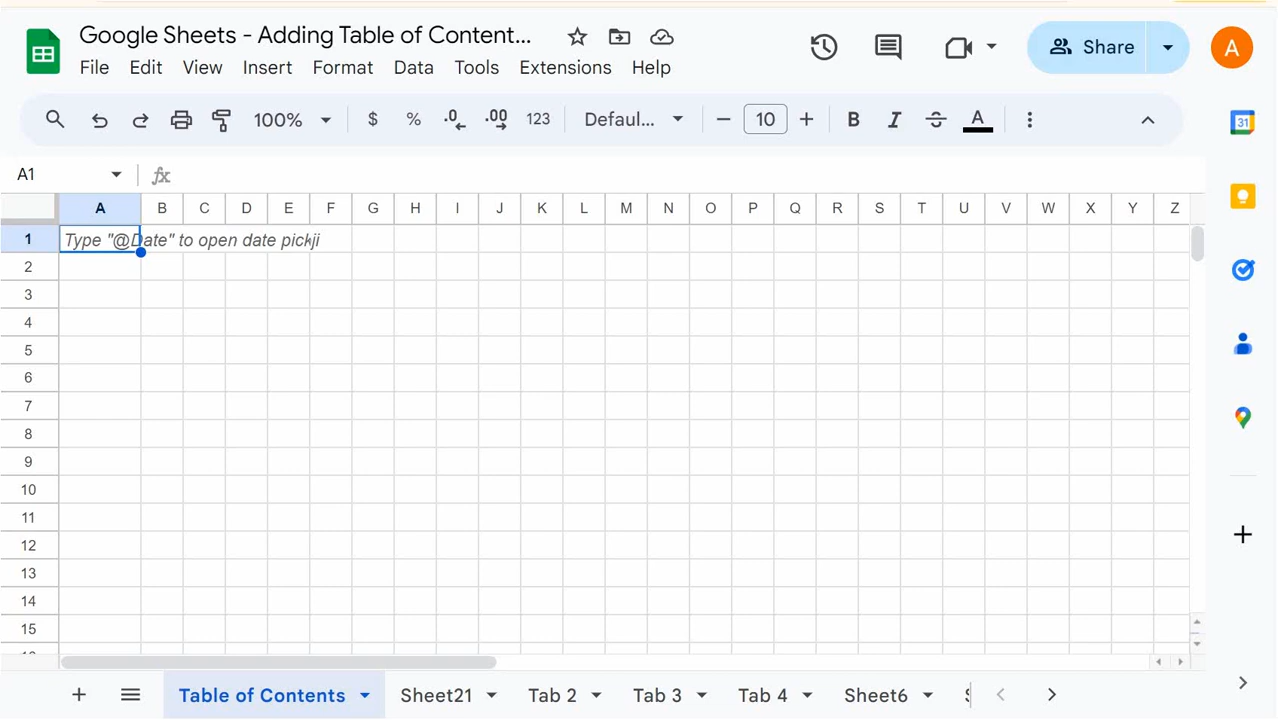 Google Sheets - Adding Table of Content...
File Edit View Insert Format Data Tools Extensions Help
Share
A
100% $ % .0 .00 123 Defaul... 10 B I S A
31
A1 fx
A B C D E F G H I J K L M N O P Q R S T U V W X Y Z
1 Type "@Date" to open date pickji
2
3
4
5
6
7
8
9
10
11
12
13
14
15
Table of Contents Sheet21 Tab 2 Tab 3 Tab 4 Sheet6